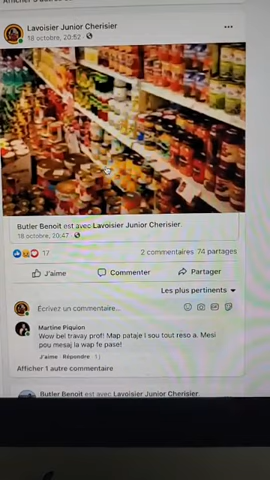 Lavoisier Junior Cherisier
18 octobre, 20:52 ·
Butler Benoit est avec Lavoisier Junior Cherisier.
18 octobre, 20:47 ·
17
2 commentaires 74 partages
J'aime
Commenter
Partager
Les plus pertinents
Écrivez un commentaire...
Martine Piquion
Wow bel travay prof! Map pataje l sou tout reso a. Mesi
pou mesaj la wap fe pase!
J'aime Répondre 1 j
Afficher 1 autre commentaire
Butler Benoit est avec Lavoisier Junior Cherisier